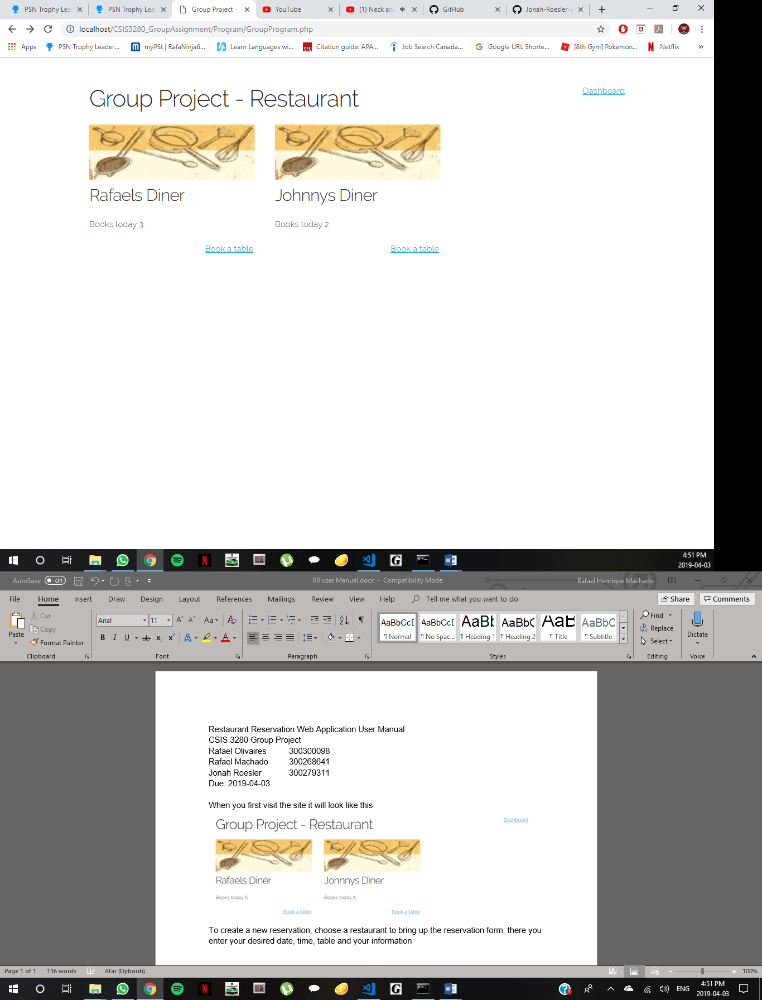 PSN Trophy Lea
PSN Trophy Lea
Group Project -
YouTube
(1) Neck and
GitHub
Jonah-Roesler-E
localhost/CSIS3280_GroupAssignment/Program/GroupProgram.php
Apps
PSN Trophy Leader...
myPSt | RafaNinja6...
Learn Languages wi...
SFU
Citation guide: APA...
Job Search Canada...
Google URL Shorte...
[8th Gym] Pokemon...
Netflix
»
Group Project - Restaurant
Dashboard
Rafaels Diner
Johnnys Diner
Books today 3
Books today 2
Book a table
Book a table
4:51 PM
2019-04-03
AutoSave Off
RR user Manual.docx - Compatibility Mode
Rafael Henrique Machado
File Home Insert Draw Design Layout References Mailings Review View Help Tell me what you want to do
Share
Comments
Paste
Cut
Copy
Format Painter
Clipboard
Arial 11
Aa
B I U ab x₂ x²
Font
Paragraph
AaBbCcD AaBbCcD AaBb AaBbC AaB AaBbC
¶ Normal ¶ No Spac... ¶ Heading 1 ¶ Heading 2 ¶ Title ¶ Subtitle
Styles
Find
Replace
Select
Editing
Dictate
Voice
Restaurant Reservation Web Application User Manual
CSIS 3280 Group Project
Rafael Olivaires 300300098
Rafael Machado 300268641
Jonah Roesler 300279311
Due: 2019-04-03
When you first visit the site it will look like this
Group Project - Restaurant
Dashboard
Rafaels Diner
Johnnys Diner
Books today 6
Books today 5
Book a table
Book a table
To create a new reservation, choose a restaurant to bring up the reservation form, there you
enter your desired date, time, table and your information
Page 1 of 1 136 words Afar (Djibouti)
100%
ENG
4:51 PM
2019-04-03